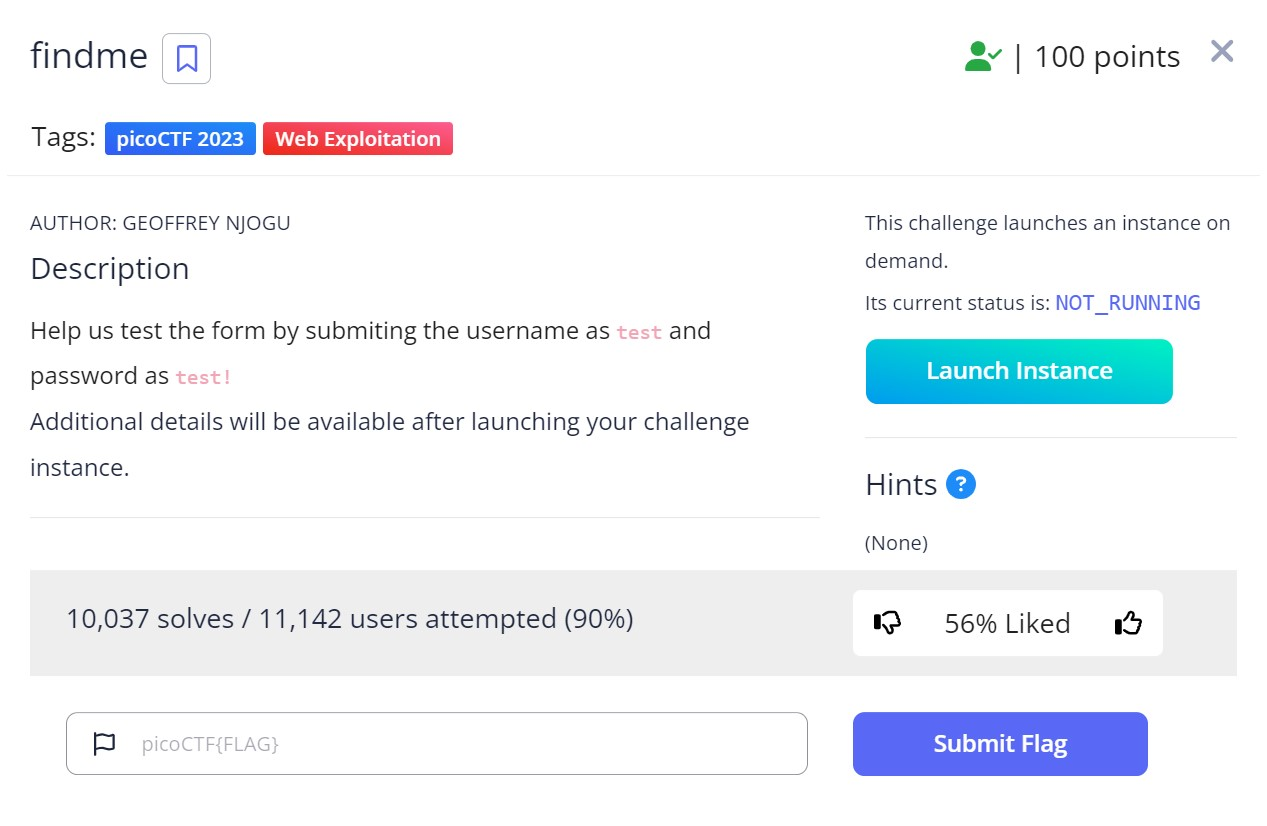 findme
| 100 points
Tags: picoCTF 2023 Web Exploitation
AUTHOR: GEOFFREY NJOGU
Description
Help us test the form by submiting the username as test and
password as test!
Additional details will be available after launching your challenge
instance.
This challenge launches an instance on
demand.
Its current status is: NOT_RUNNING
Launch Instance
Hints ?
(None)
10,037 solves / 11,142 users attempted (90%)
56% Liked
picoCTF{FLAG}
Submit Flag